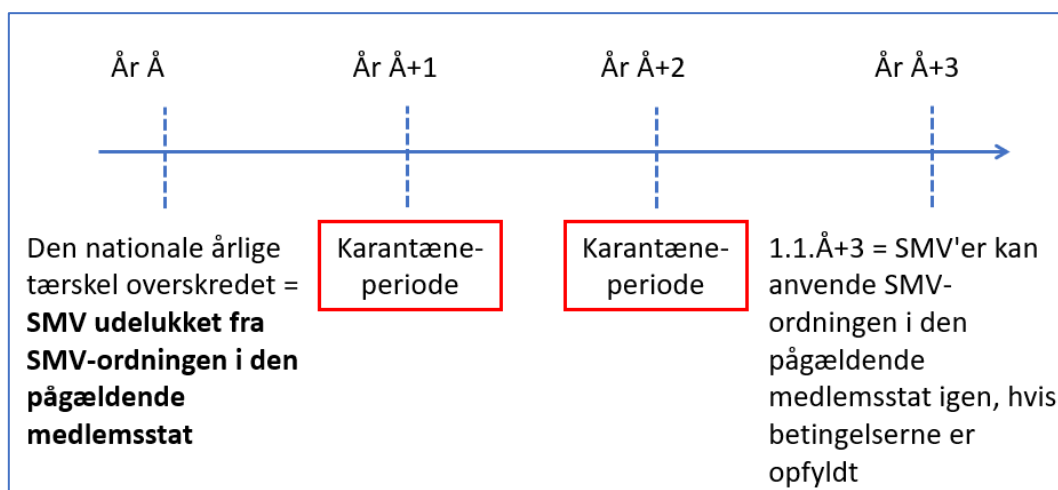 År Å
År Å+1
År Å+2
År Å+3
Den nationale årlige
tærskel overskredet =
SMV udelukket fra
SMV-ordningen i den
pågældende
medlemsstat
Karantæne-
periode
Karantæne-
periode
1.1.Å+3 = SMV'er kan
anvende SMV-
ordningen i den
pågældende
medlemsstat igen, hvis
betingelserne er
opfyldt